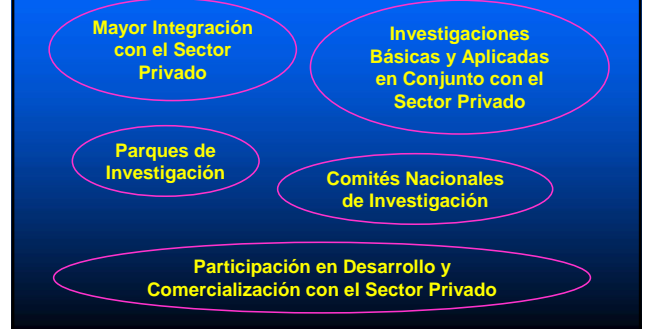 Mayor Integración
con el Sector
Privado
Investigaciones
Básicas y Aplicadas
en Conjunto con el
Sector Privado
Parques de
Investigación
Comités Nacionales
de Investigación
Participación en Desarrollo y
Comercialización con el Sector Privado